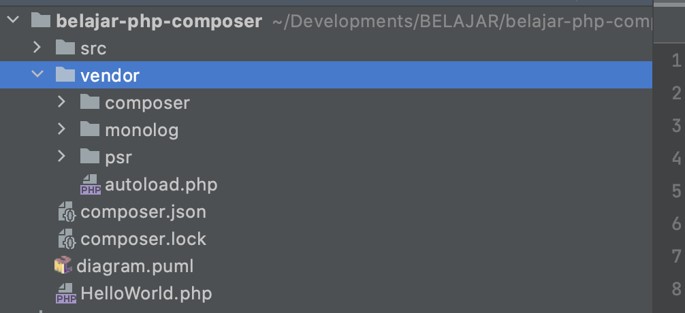 belajar-php-composer ~/Developments/BELAJAR/belajar-php-com
src
vendor
composer
monolog
psr
autoload.php
composer.json
composer.lock
diagram.puml
HelloWorld.php
1
2
3
4
5
6
7
8